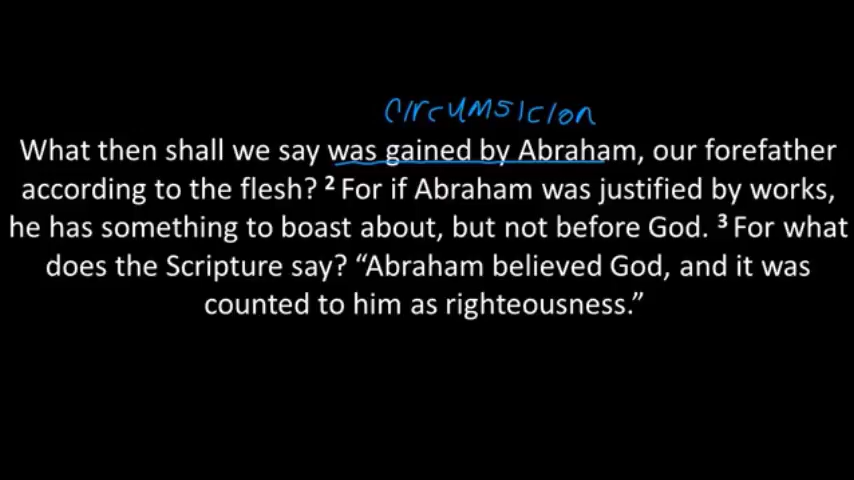 circumsicion
What then shall we say was gained by Abraham, our forefather
according to the flesh? 2 For if Abraham was justified by works,
he has something to boast about, but not before God. 3 For what
does the Scripture say? “Abraham believed God, and it was
counted to him as righteousness.”